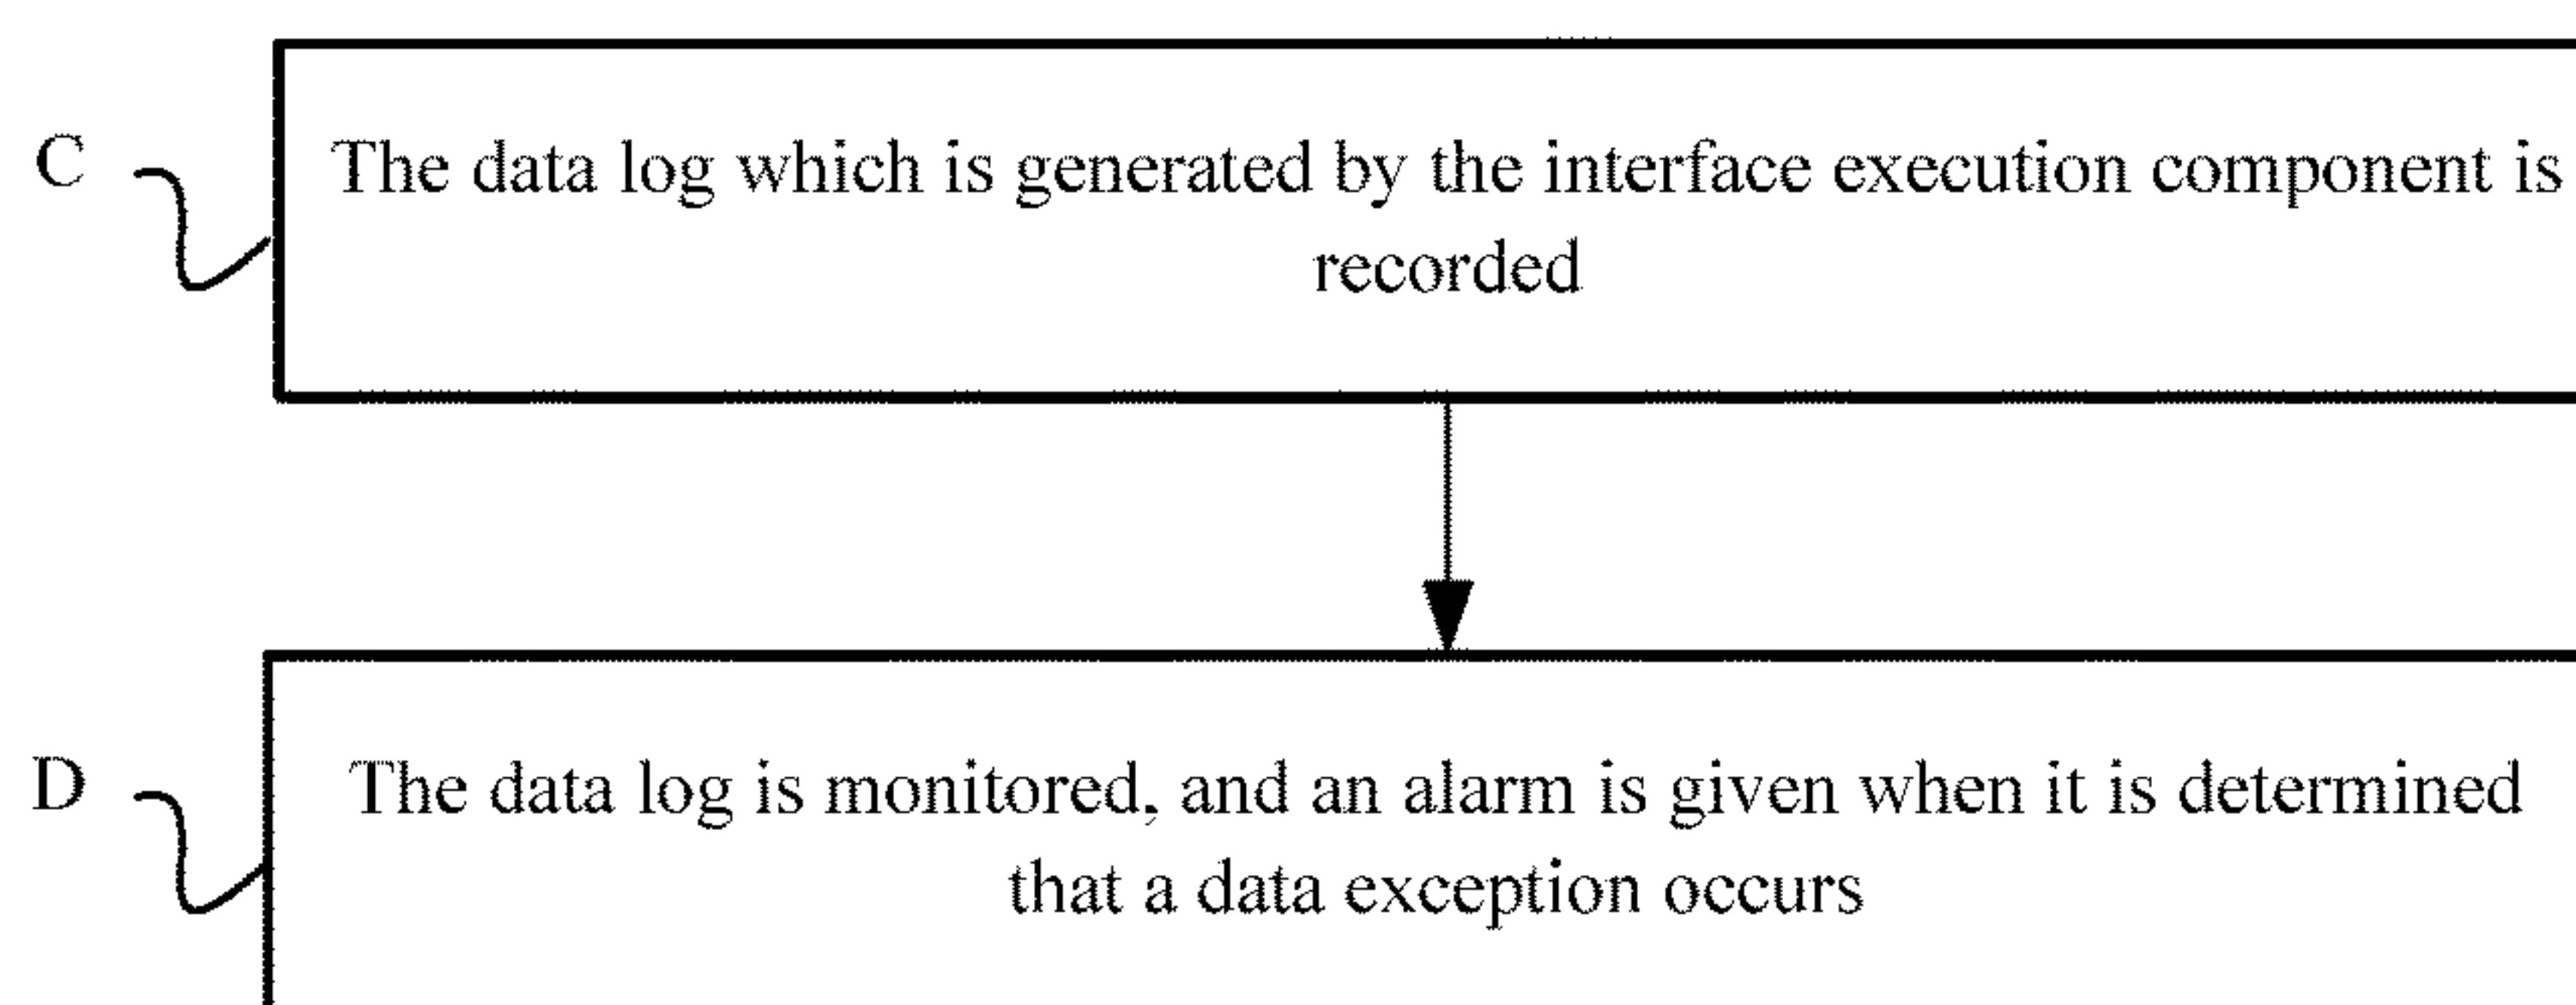 C
The data log which is generated by the interface execution component is
recorded
D
The data log is monitored, and an alarm is given when it is determined
that a data exception occurs